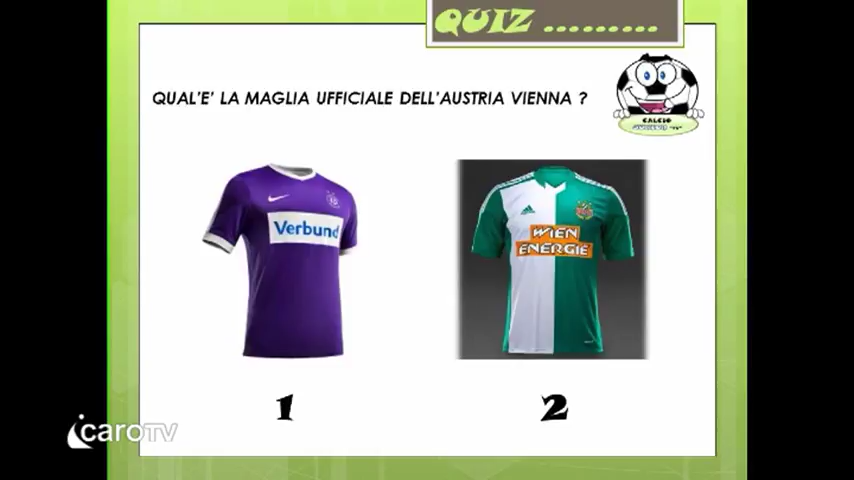 QUIZ .........
QUAL'E' LA MAGLIA UFFICIALE DELL'AUSTRIA VIENNA ?
CALCIO
Verbund
WIEN
ENERGIE
1
2
icaroTV